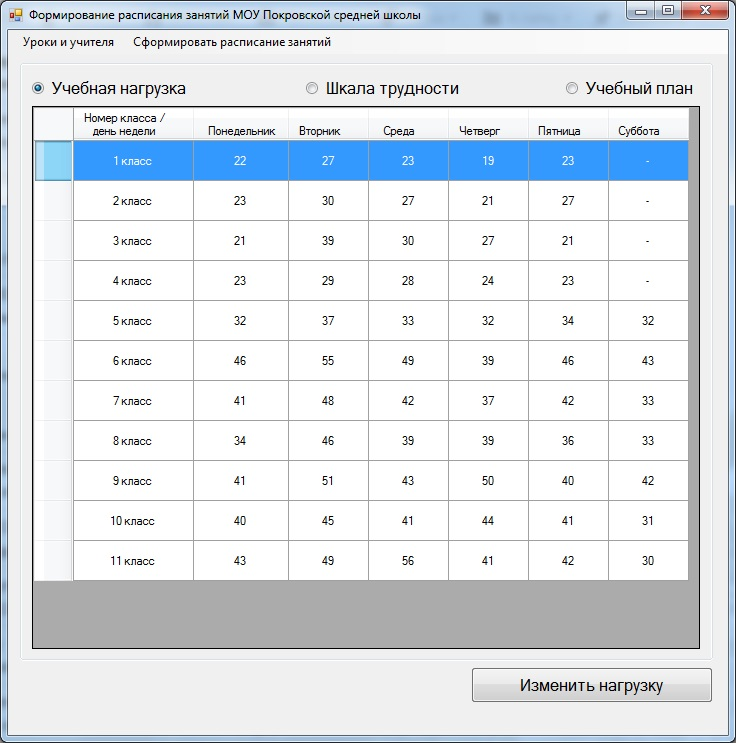 Формирование расписания занятий МОУ Покровской средней школы
Уроки и учителя Сформировать расписание занятий
Учебная нагрузка Шкала трудности Учебный план
Номер класса /
день недели Понедельник Вторник Среда Четверг Пятница Суббота
1 класс 22 27 23 19 23 -
2 класс 23 30 27 21 27 -
3 класс 21 39 30 27 21 -
4 класс 23 29 28 24 23 -
5 класс 32 37 33 32 34 32
6 класс 46 55 49 39 46 43
7 класс 41 48 42 37 42 33
8 класс 34 46 39 39 36 33
9 класс 41 51 43 50 40 42
10 класс 40 45 41 44 41 31
11 класс 43 49 56 41 42 30
Изменить нагрузку